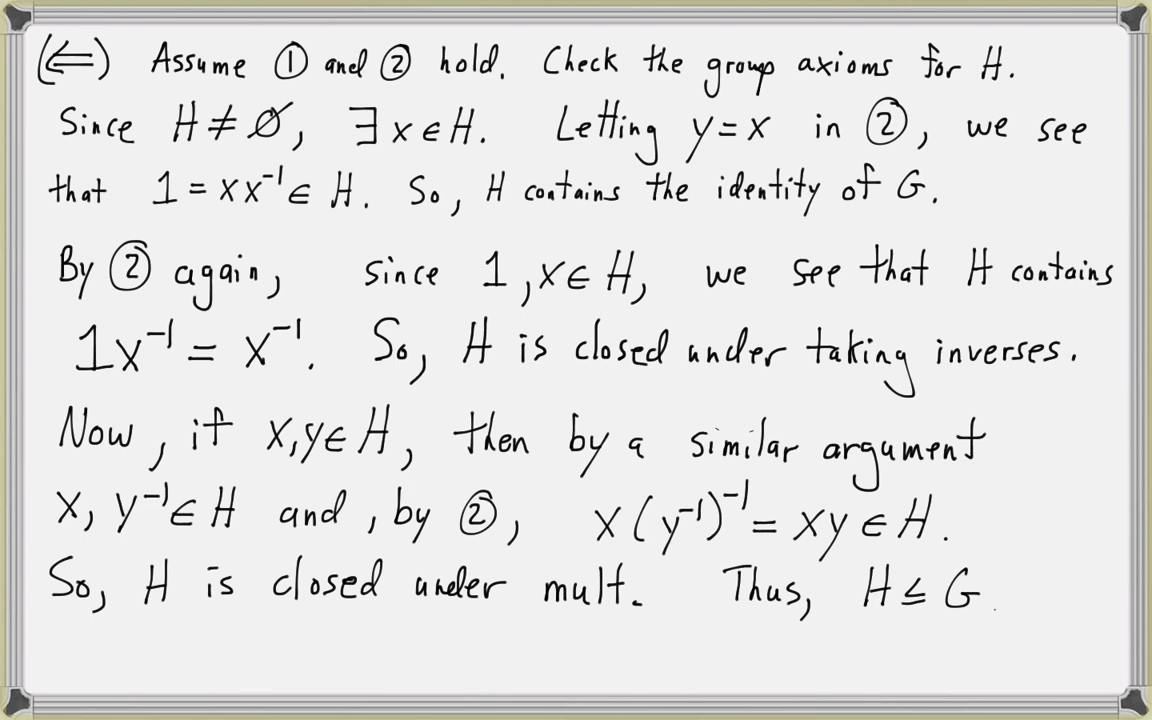 (⇐) Assume ① and ② hold. Check the group axioms for H.
Since H ≠ ∅, ∃ x ∈ H. Letting y = x in ②, we see
that 1 = xx⁻¹ ∈ H. So, H contains the identity of G.
By ② again, since 1, x ∈ H, we see that H contains
1x⁻¹ = x⁻¹. So, H is closed under taking inverses.
Now, if x, y ∈ H, then by a similar argument
x, y⁻¹ ∈ H and, by ②, x(y⁻¹)⁻¹ = xy ∈ H.
So, H is closed under mult. Thus, H ≤ G.